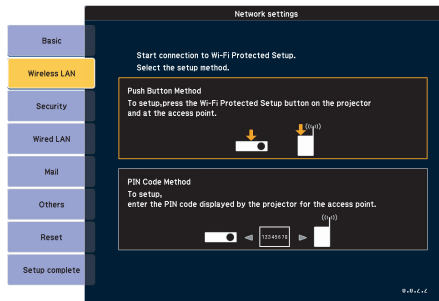 Network settings
Basic
Wireless LAN
Security
Wired LAN
Mail
Others
Reset
Setup complete
Start connection to Wi-Fi Protected Setup.
Select the setup method.
Push Button Method
To setup,press the Wi-Fi Protected Setup button on the projector
and at the access point.
PIN Code Method
To setup,
enter the PIN code displayed by the projector for the access point.
12345678